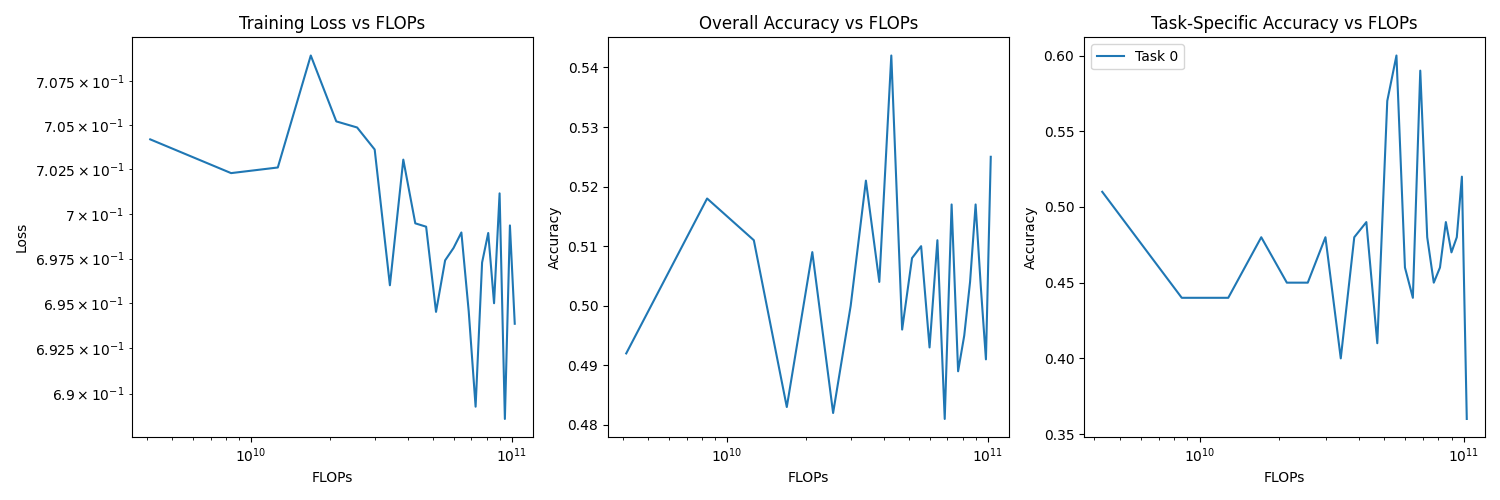 Training Loss vs FLOPs
7.075 × 10⁻¹
7.05 × 10⁻¹
7.025 × 10⁻¹
7 × 10⁻¹
6.975 × 10⁻¹
6.95 × 10⁻¹
6.925 × 10⁻¹
6.9 × 10⁻¹
Loss
10¹⁰
10¹¹
FLOPs
Overall Accuracy vs FLOPs
0.54
0.53
0.52
0.51
0.50
0.49
0.48
Accuracy
10¹⁰
10¹¹
FLOPs
Task-Specific Accuracy vs FLOPs
Task 0
0.60
0.55
0.50
0.45
0.40
0.35
Accuracy
10¹⁰
10¹¹
FLOPs